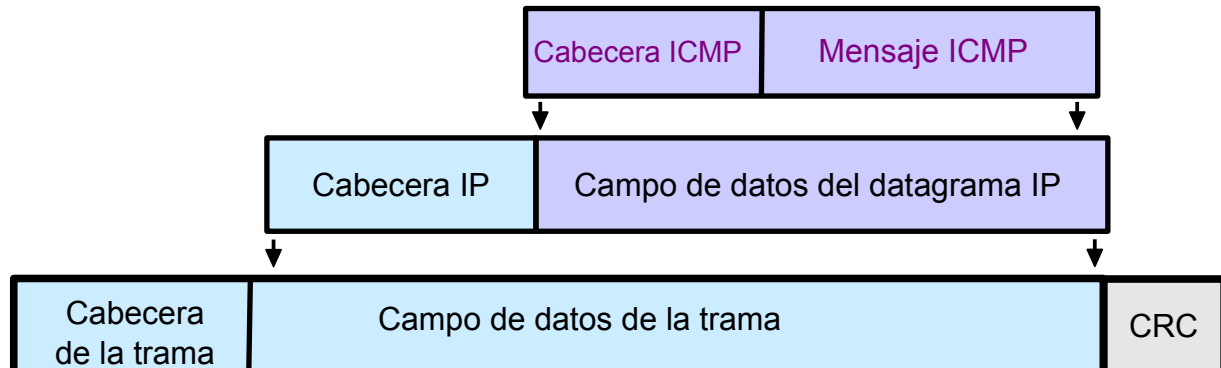 Cabecera ICMP
Mensaje ICMP
Cabecera IP
Campo de datos del datagrama IP
Cabecera
de la trama
Campo de datos de la trama
CRC